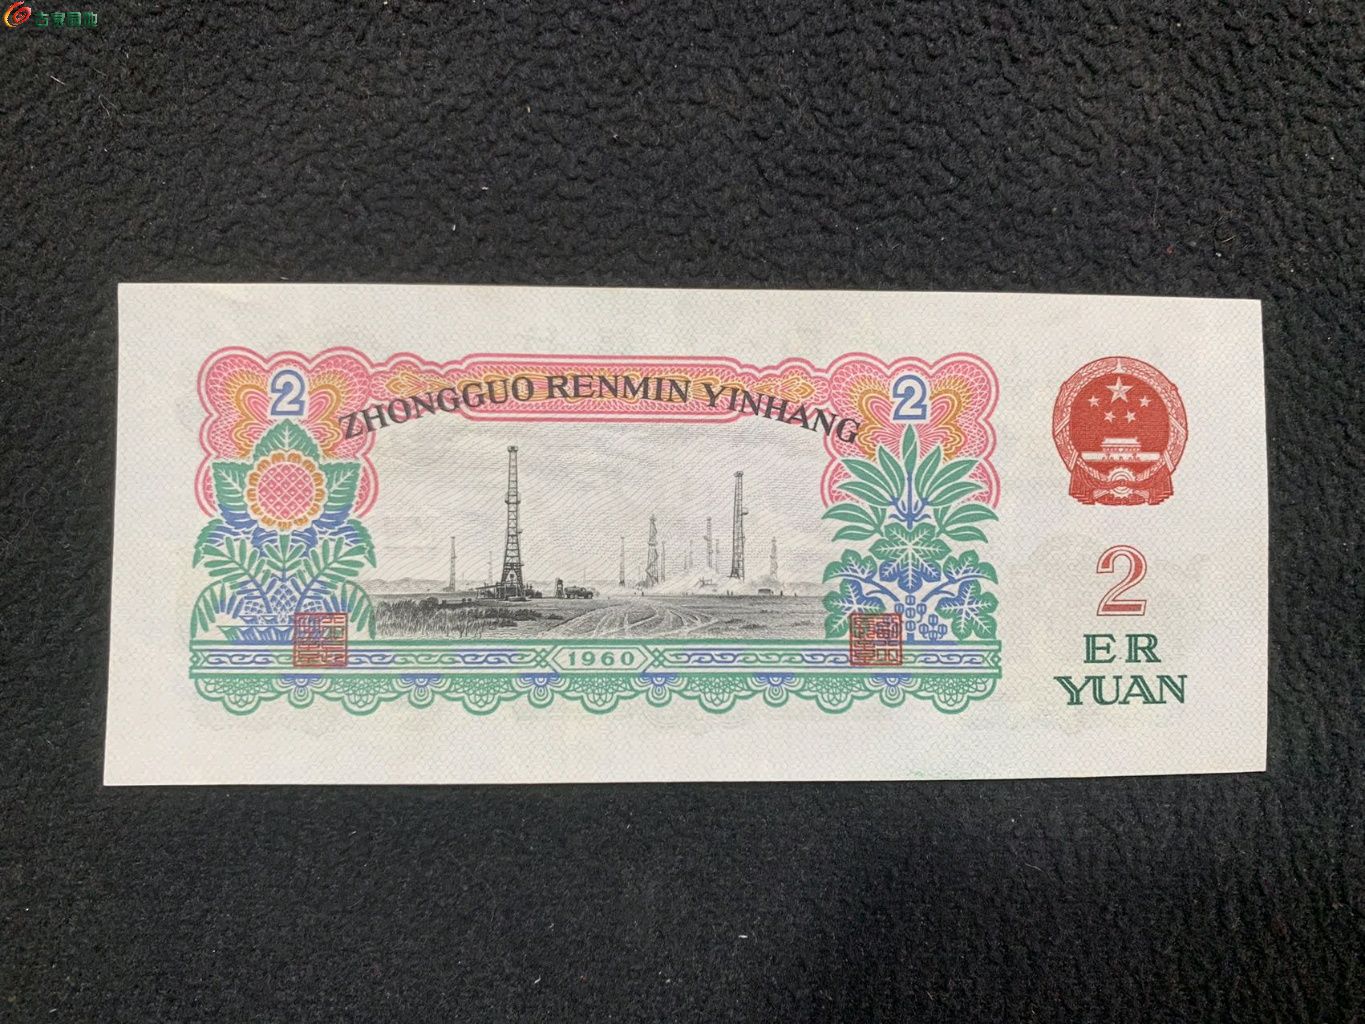 2
2
ZHONGGUO RENMIN YINHANG
2
ER
YUAN
1960